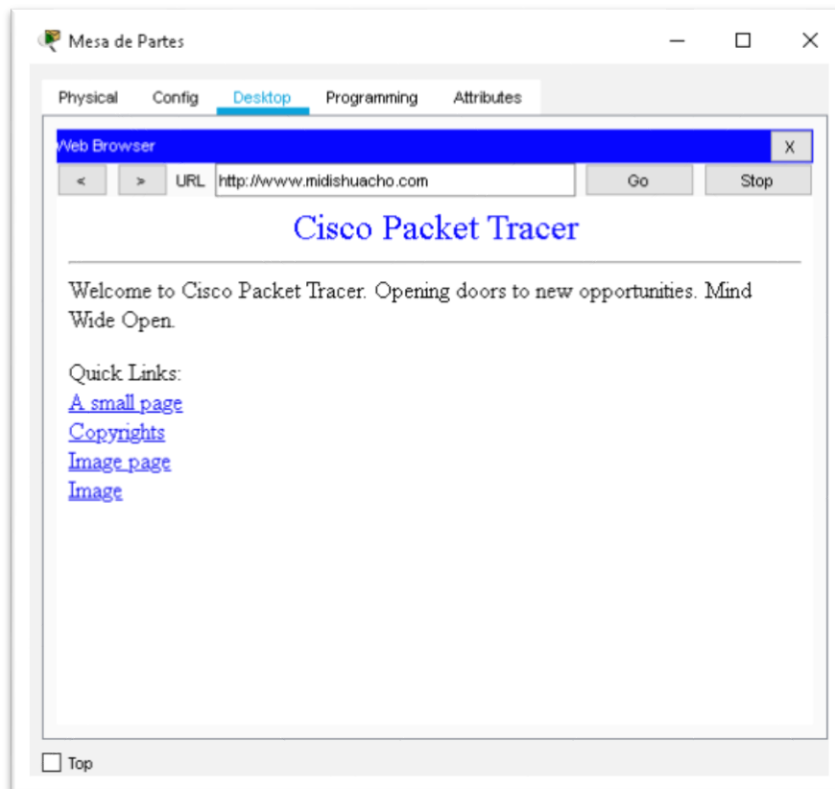 Mesa de Partes
Physical Config Desktop Programming Attributes
Web Browser X
< > URL http://www.midishuacho.com Go Stop
Cisco Packet Tracer
Welcome to Cisco Packet Tracer. Opening doors to new opportunities. Mind
Wide Open.
Quick Links:
A small page
Copyrights
Image page
Image
Top